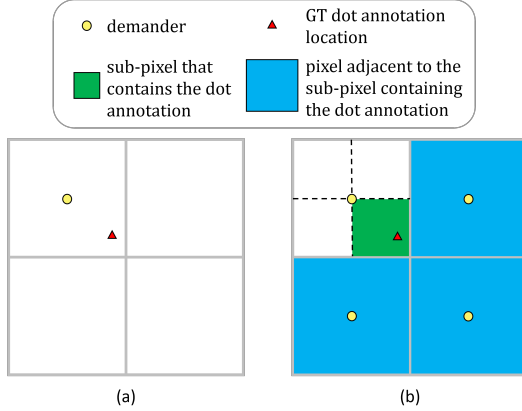 demander
GT dot annotation
location
sub-pixel that
contains the dot
annotation
pixel adjacent to the
sub-pixel containing
the dot annotation
(a)
(b)